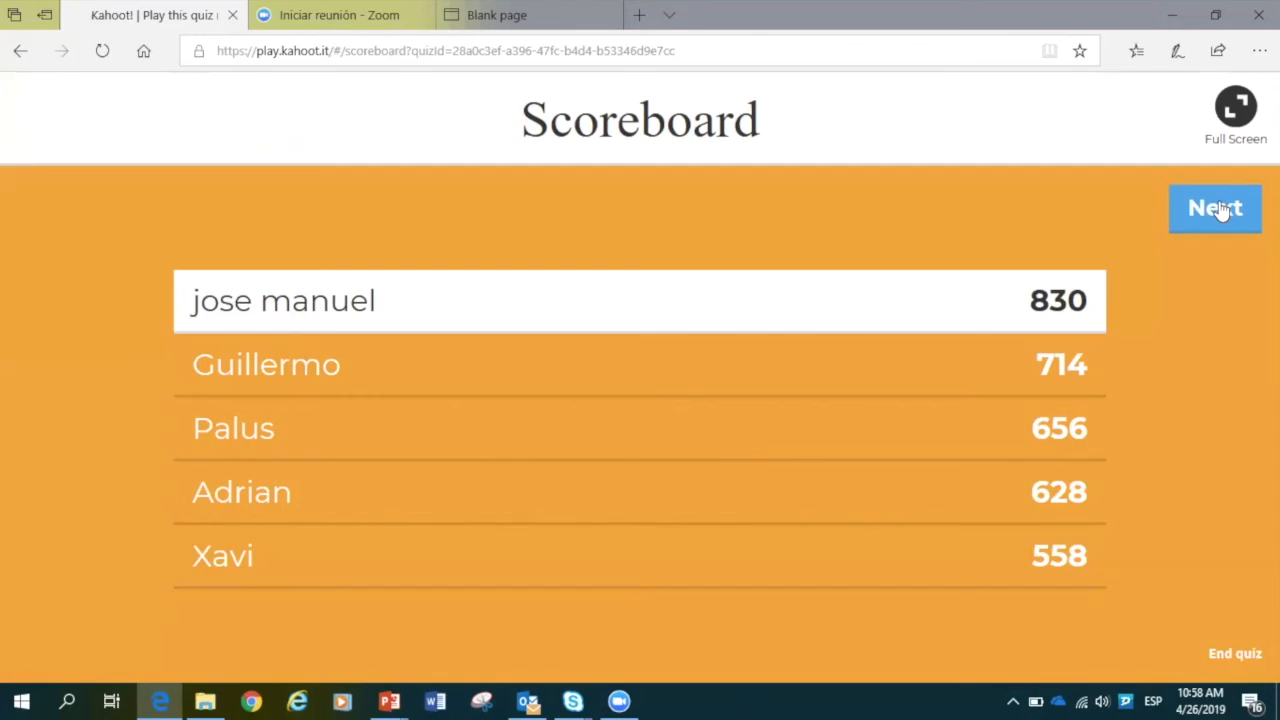 Kahoot! | Play this quiz
Iniciar reunión - Zoom
Blank page
https://play.kahoot.it/#/scoreboard?quizId=28a0c3ef-a396-47fc-b4d4-b53346d9e7cc
Scoreboard
Full Screen
Next
jose manuel 830
Guillermo 714
Palus 656
Adrian 628
Xavi 558
End quiz
ESP
10:58 AM
4/26/2019
16